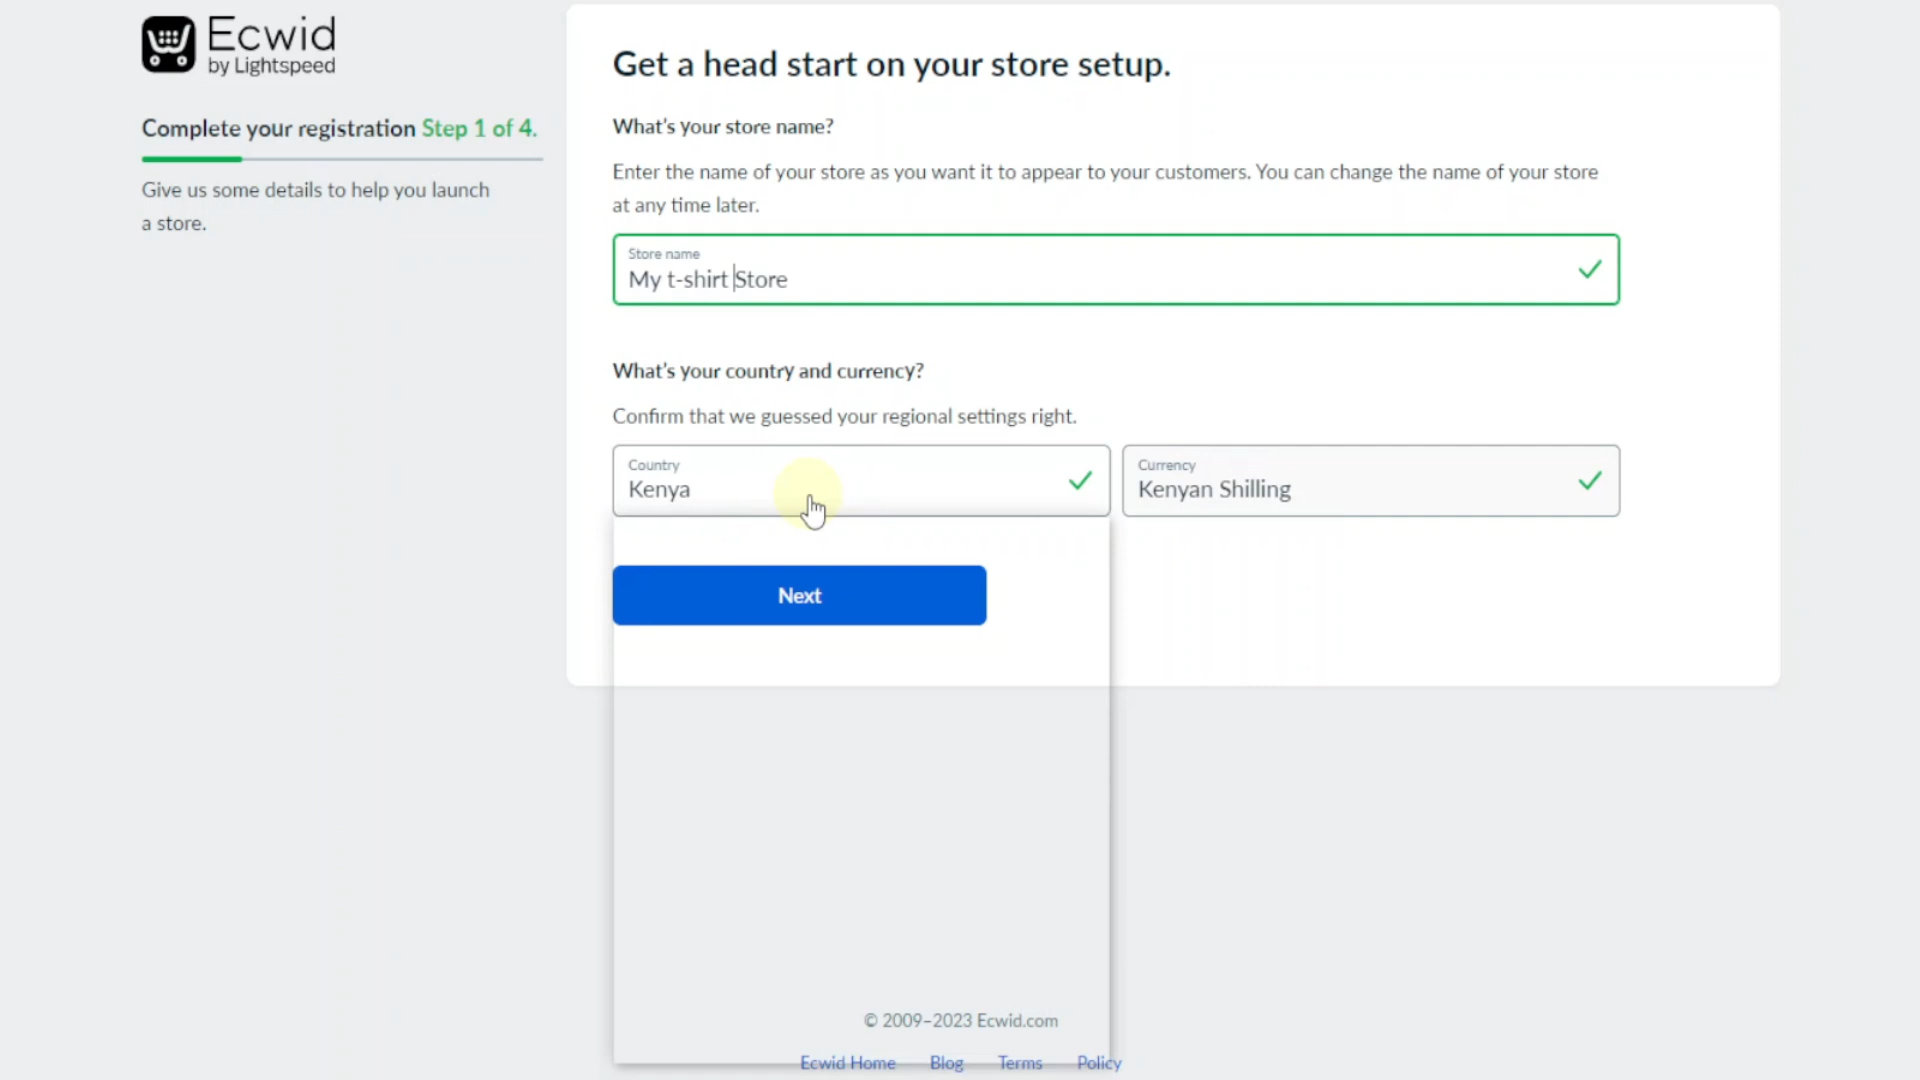 Ecwid
by Lightspeed
Complete your registration Step 1 of 4.
Give us some details to help you launch
a store.
Get a head start on your store setup.
What's your store name?
Enter the name of your store as you want it to appear to your customers. You can change the name of your store
at any time later.
Store name
My t-shirt Store
What's your country and currency?
Confirm that we guessed your regional settings right.
Country
Kenya
Currency
Kenyan Shilling
Next
© 2009–2023 Ecwid.com
Ecwid Home Blog Terms Policy